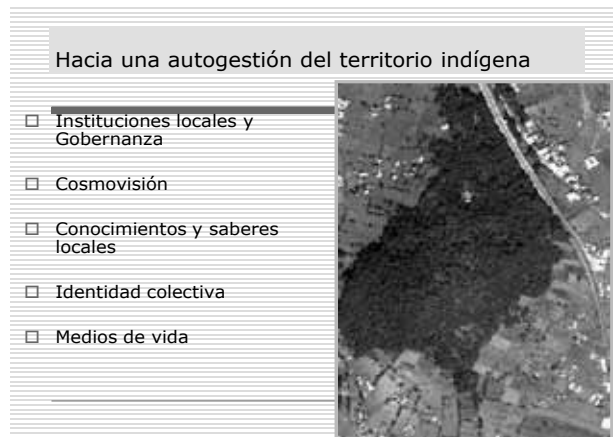 Hacia una autogestión del territorio indígena
Instituciones locales y
Gobernanza
Cosmovisión
Conocimientos y saberes
locales
Identidad colectiva
Medios de vida